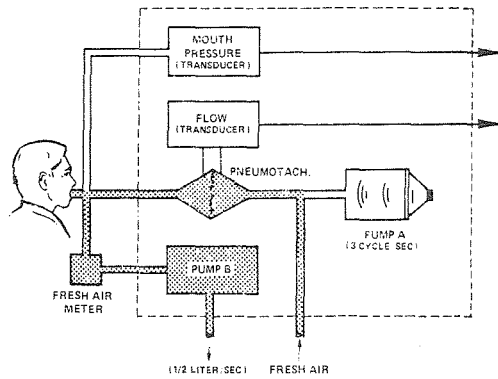 MOUTH
PRESSURE
(TRANSDUCER)
FLOW
(TRANSDUCER)
PNEUMOTACH.
PUMP A
(3 CYCLE SEC)
PUMP B
FRESH AIR
METER
(1/2 LITER/SEC)
FRESH AIR